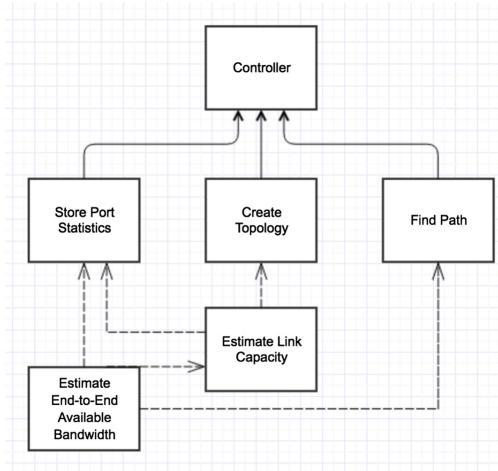 Controller
Store Port
Statistics
Create
Topology
Find Path
Estimate Link
Capacity
Estimate
End-to-End
Available
Bandwidth